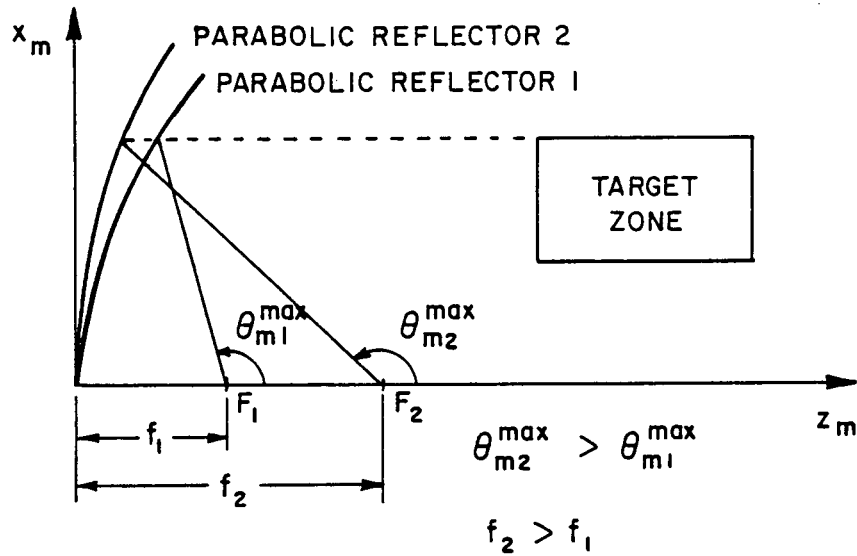 x_m
PARABOLIC REFLECTOR 2
PARABOLIC REFLECTOR 1
TARGET
ZONE
θ_m1^max
θ_m2^max
F_1
F_2
z_m
f_1
f_2
θ_m2^max > θ_m1^max
f_2 > f_1